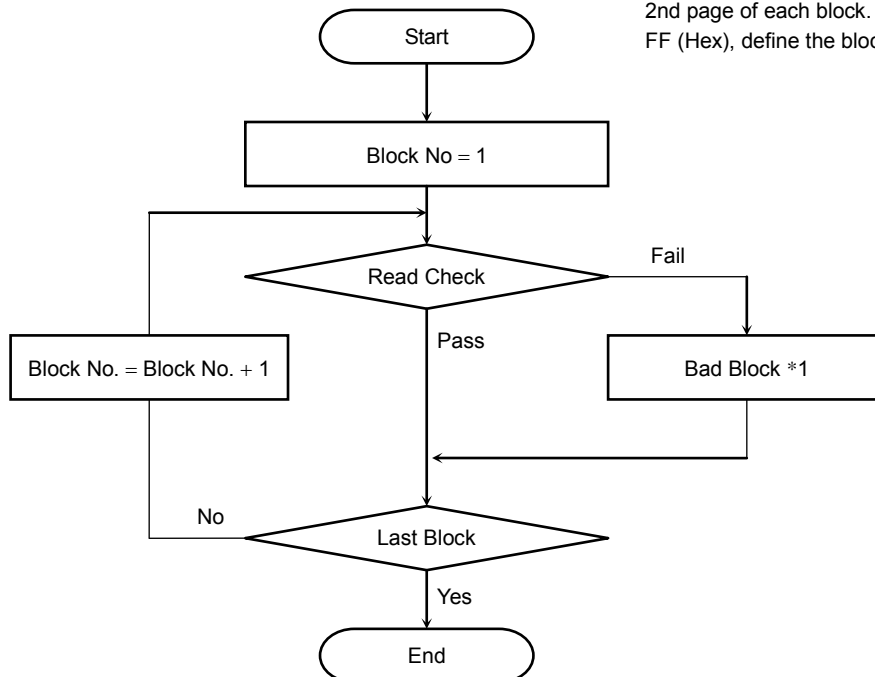 2nd page of each block.
FF (Hex), define the bloc
Start
Block No = 1
Read Check
Fail
Pass
Block No. = Block No. + 1
Bad Block *1
No
Last Block
Yes
End